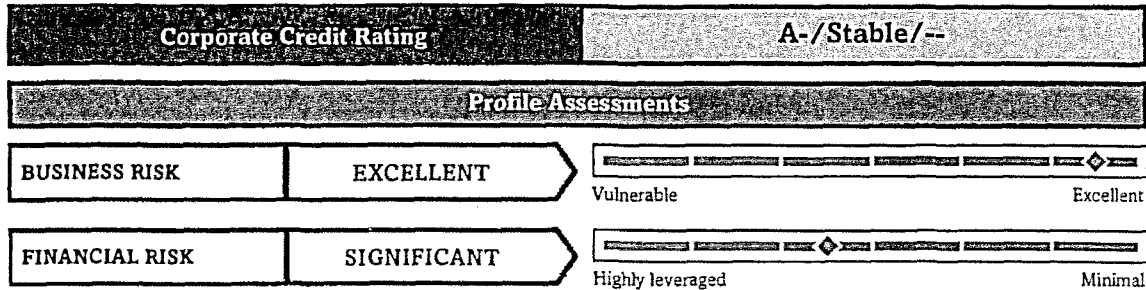 Corporate Credit Rating A-/Stable/--
Profile Assessments
BUSINESS RISK EXCELLENT
Vulnerable Excellent
FINANCIAL RISK SIGNIFICANT
Highly leveraged Minimal